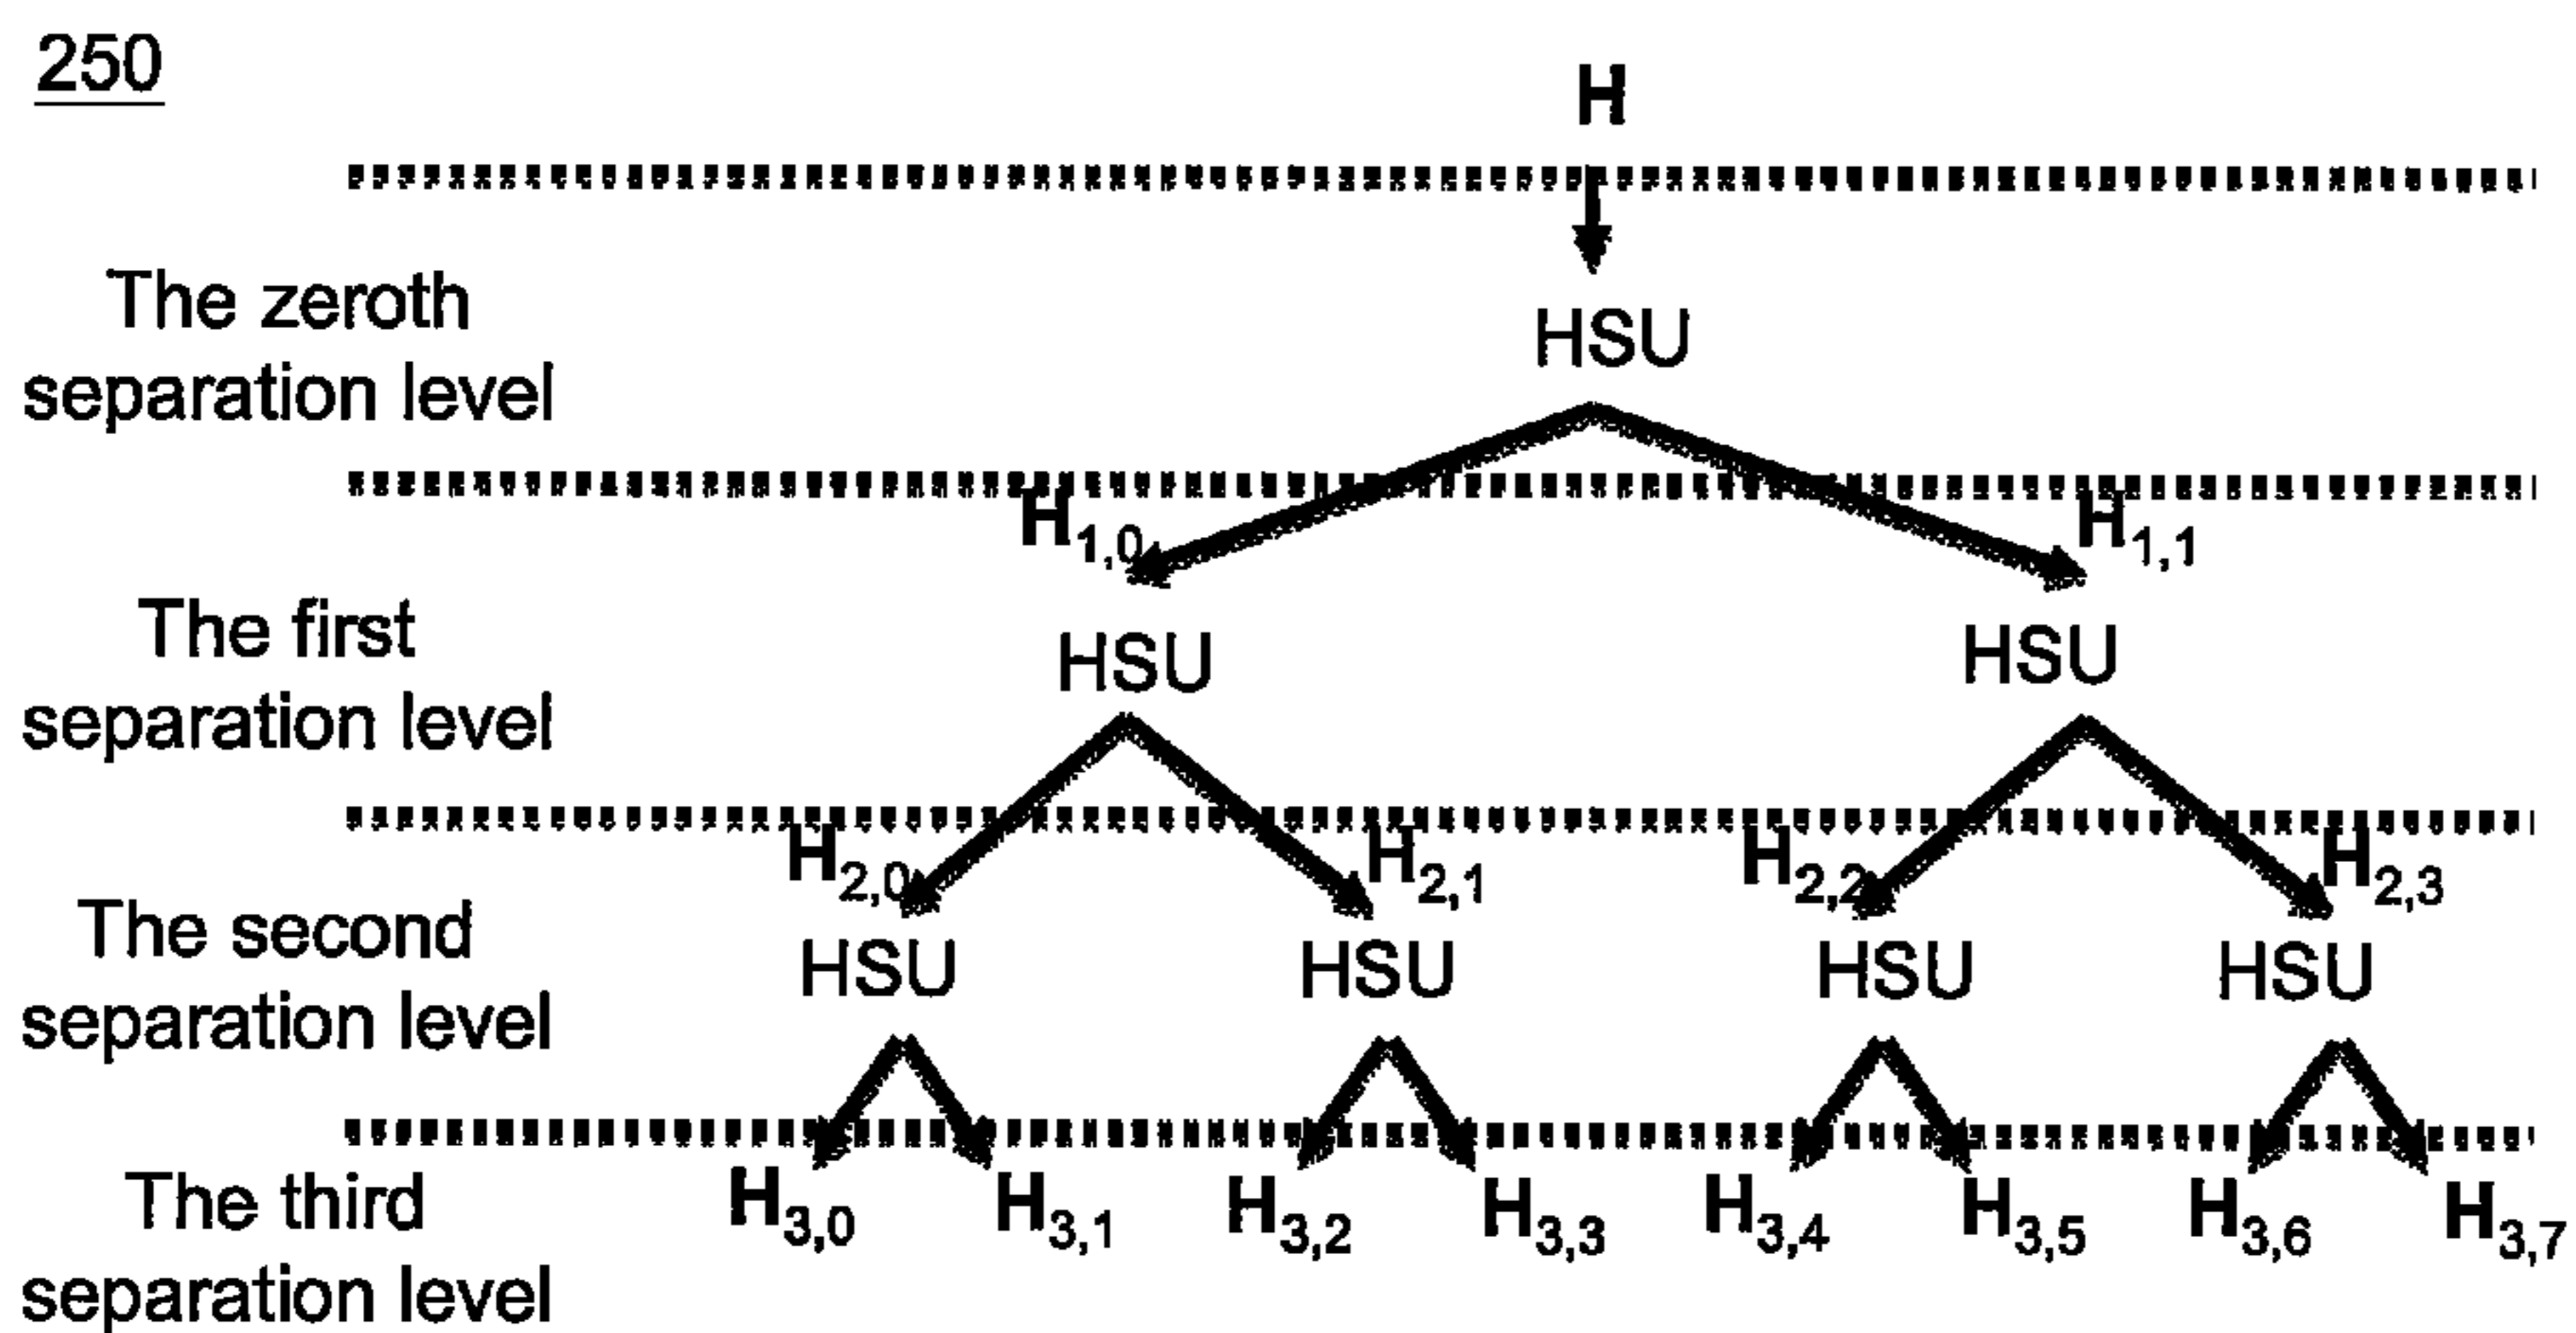 250
H
The zeroth
separation level
HSU
H1,0 H1,1
The first
separation level
HSU HSU
H2,0 H2,1 H2,2 H2,3
The second
separation level
HSU HSU HSU HSU
The third
separation level
H3,0 H3,1 H3,2 H3,3 H3,4 H3,5 H3,6 H3,7